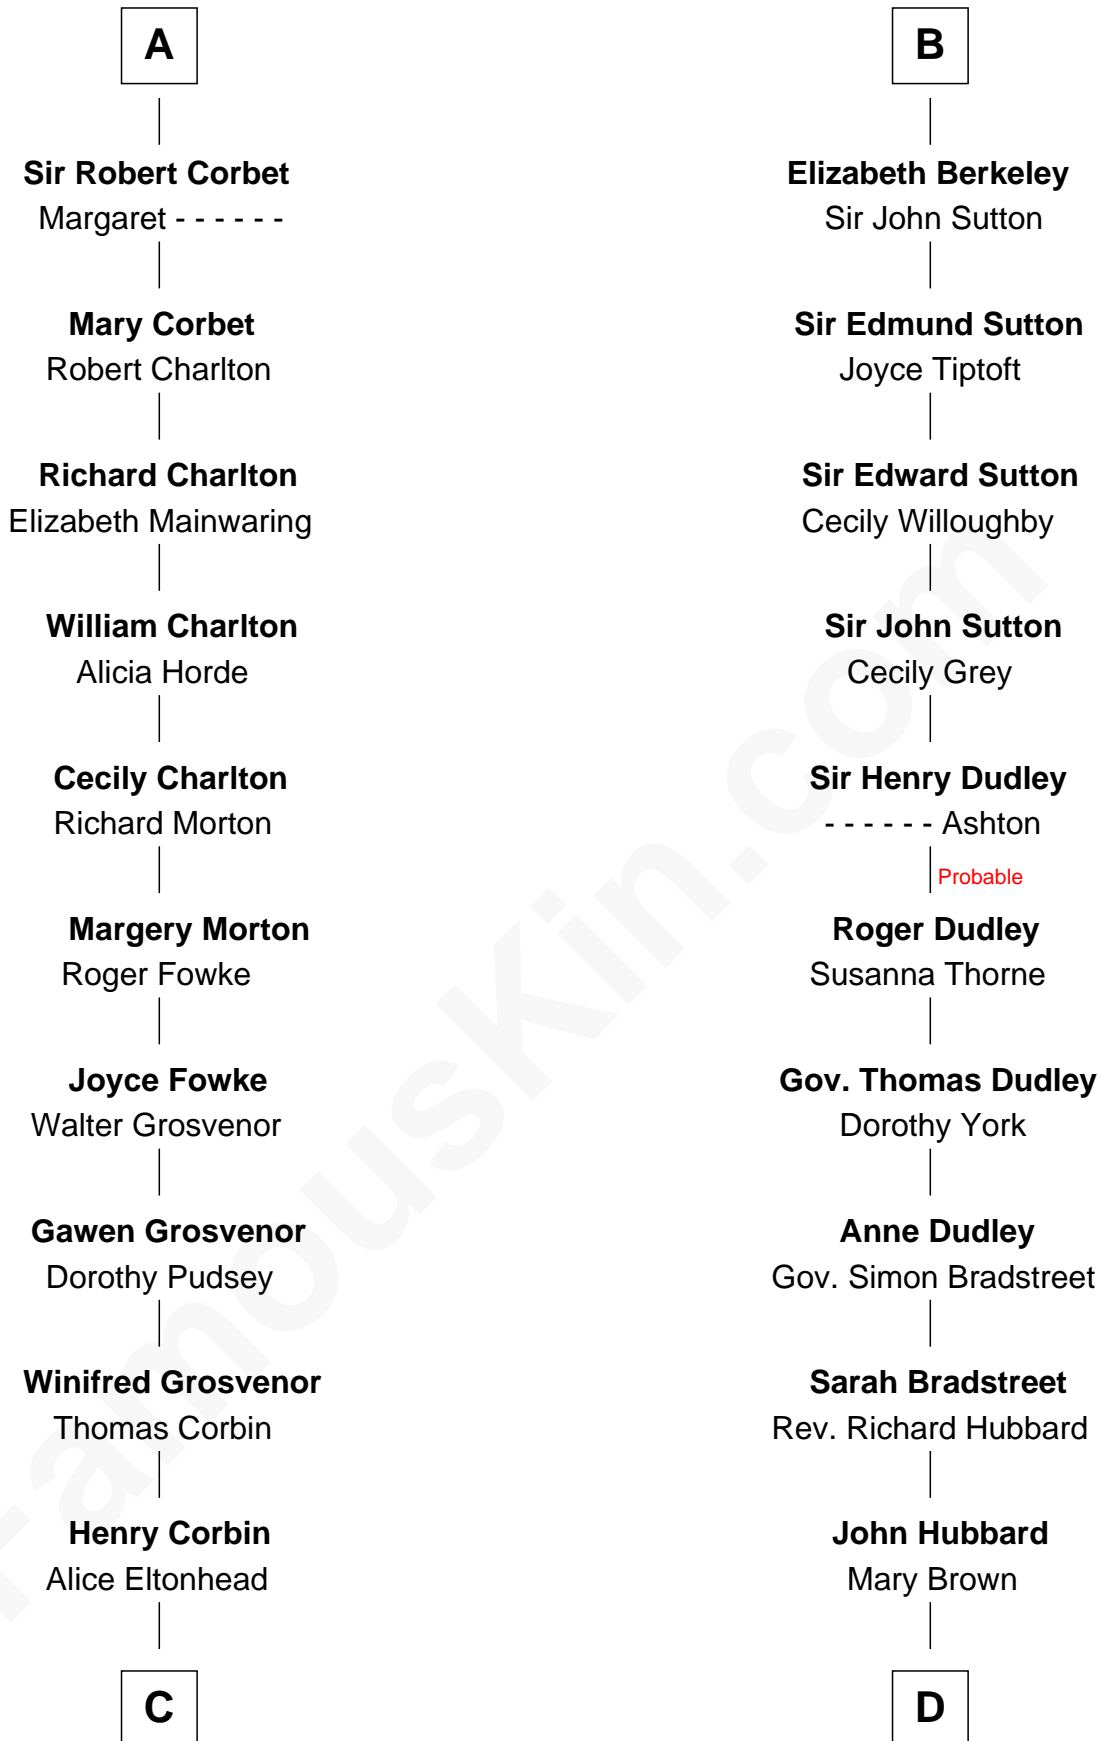 A
Sir Robert Corbet
Margaret - - - - - -
Mary Corbet
Robert Charlton
Richard Charlton
Elizabeth Mainwaring
William Charlton
Alicia Horde
Cecily Charlton
Richard Morton
Margery Morton
Roger Fowke
Joyce Fowke
Walter Grosvenor
Gawen Grosvenor
Dorothy Pudsey
Winifred Grosvenor
Thomas Corbin
Henry Corbin
Alice Eltonhead
C
B
Elizabeth Berkeley
Sir John Sutton
Sir Edmund Sutton
Joyce Tiptoft
Sir Edward Sutton
Cecily Willoughby
Sir John Sutton
Cecily Grey
Sir Henry Dudley
- - - - - - Ashton
Probable
Roger Dudley
Susanna Thorne
Gov. Thomas Dudley
Dorothy York
Anne Dudley
Gov. Simon Bradstreet
Sarah Bradstreet
Rev. Richard Hubbard
John Hubbard
Mary Brown
D
FamousKin.com